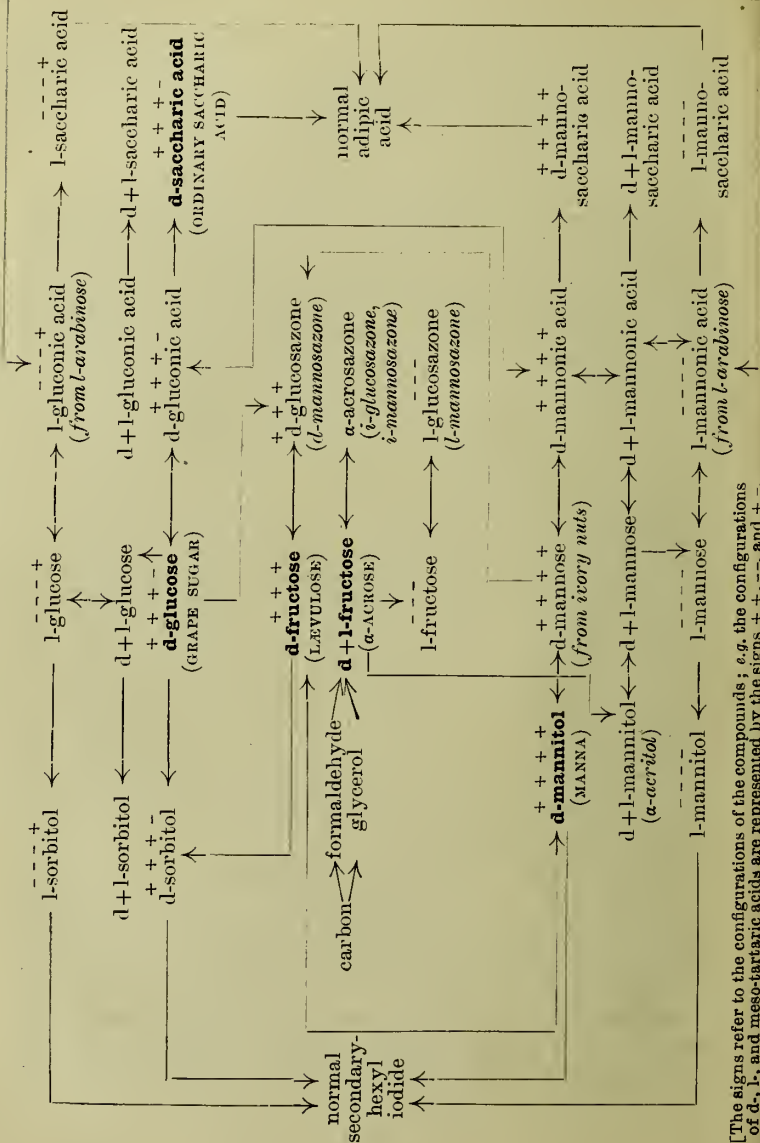 - - - - +
l-sorbitol
- - - - +
l-glucose
- - - - +
l-gluconic acid
(from l-arabinose)
- - - - +
l-saccharic acid
d+l-sorbitol
d+l-glucose
d+l-gluconic acid
d+l-saccharic acid
+ + + -
d-sorbitol
+ + + -
d-glucose
(GRAPE SUGAR)
+ + + -
d-gluconic acid
+ + + -
d-saccharic acid
(ORDINARY SACCHARIC
ACID)
normal
secondary-
hexyl
iodide
carbon
formaldehyde
glycerol
+ + +
d-fructose
(LÆVULOSE)
d+l-fructose
(α-ACROSE)
- - -
l-fructose
+ + +
d-glucosazone
(d-mannosazone)
α-acrosazone
(i-glucosazone,
i-mannosazone)
- - -
l-glucosazone
(l-mannosazone)
normal
adipic
acid
+ + + +
d-mannitol
(MANNA)
+ + + +
d-mannose
(from ivory nuts)
+ + + +
d-mannonic acid
+ + + +
d-manno-
saccharic acid
d+l-mannitol
(α-acritol)
d+l-mannose
d+l-mannonic acid
d+l-manno-
saccharic acid
- - - -
l-mannitol
- - - -
l-mannose
- - - -
l-mannonic acid
(from l-arabinose)
- - - -
l-manno-
saccharic acid
[The signs refer to the configurations of the compounds; e.g. the configurations
of d-, l-, and meso-tartaric acids are represented by the signs + +, - -, and + -.